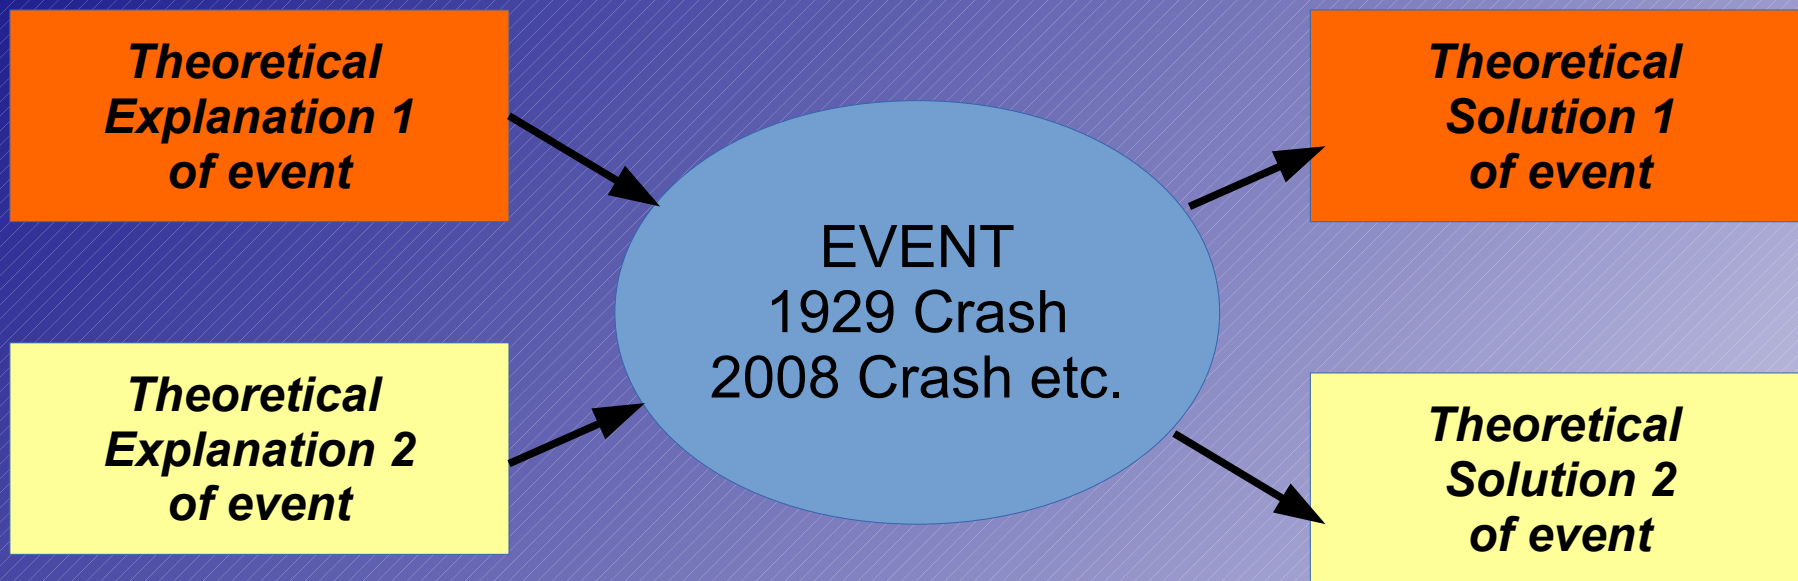 Theoretical
Explanation 1
of event
Theoretical
Explanation 2
of event
EVENT
1929 Crash
2008 Crash etc.
Theoretical
Solution 1
of event
Theoretical
Solution 2
of event